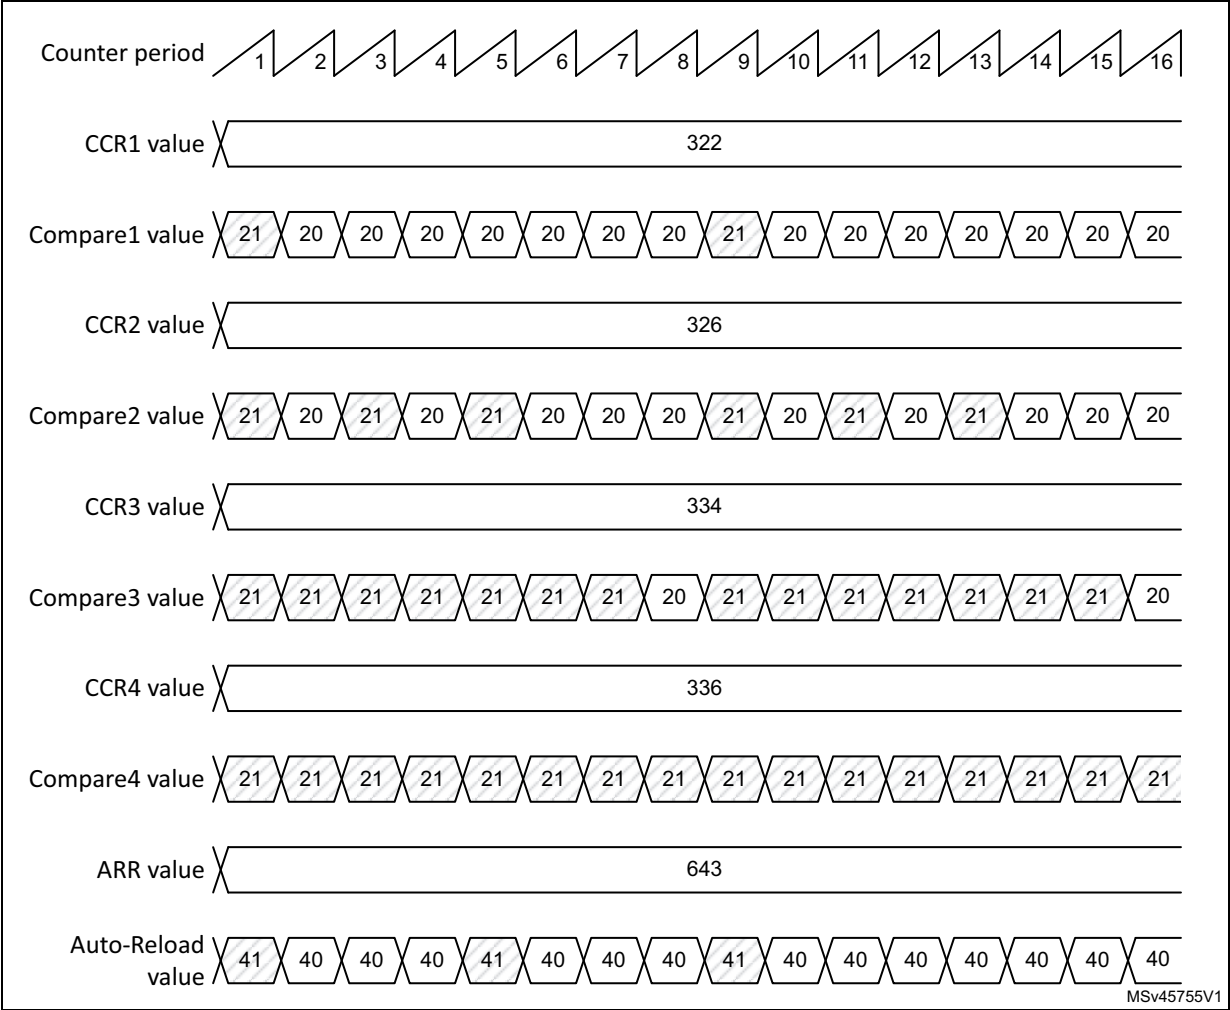 Counter period 1 2 3 4 5 6 7 8 9 10 11 12 13 14 15 16
CCR1 value 322
Compare1 value 21 20 20 20 20 20 20 20 21 20 20 20 20 20 20 20
CCR2 value 326
Compare2 value 21 20 21 20 21 20 20 20 21 20 21 20 21 20 20 20
CCR3 value 334
Compare3 value 21 21 21 21 21 21 21 20 21 21 21 21 21 21 21 20
CCR4 value 336
Compare4 value 21 21 21 21 21 21 21 21 21 21 21 21 21 21 21 21
ARR value 643
Auto-Reload
value 41 40 40 40 41 40 40 40 41 40 40 40 40 40 40 40
MSv45755V1